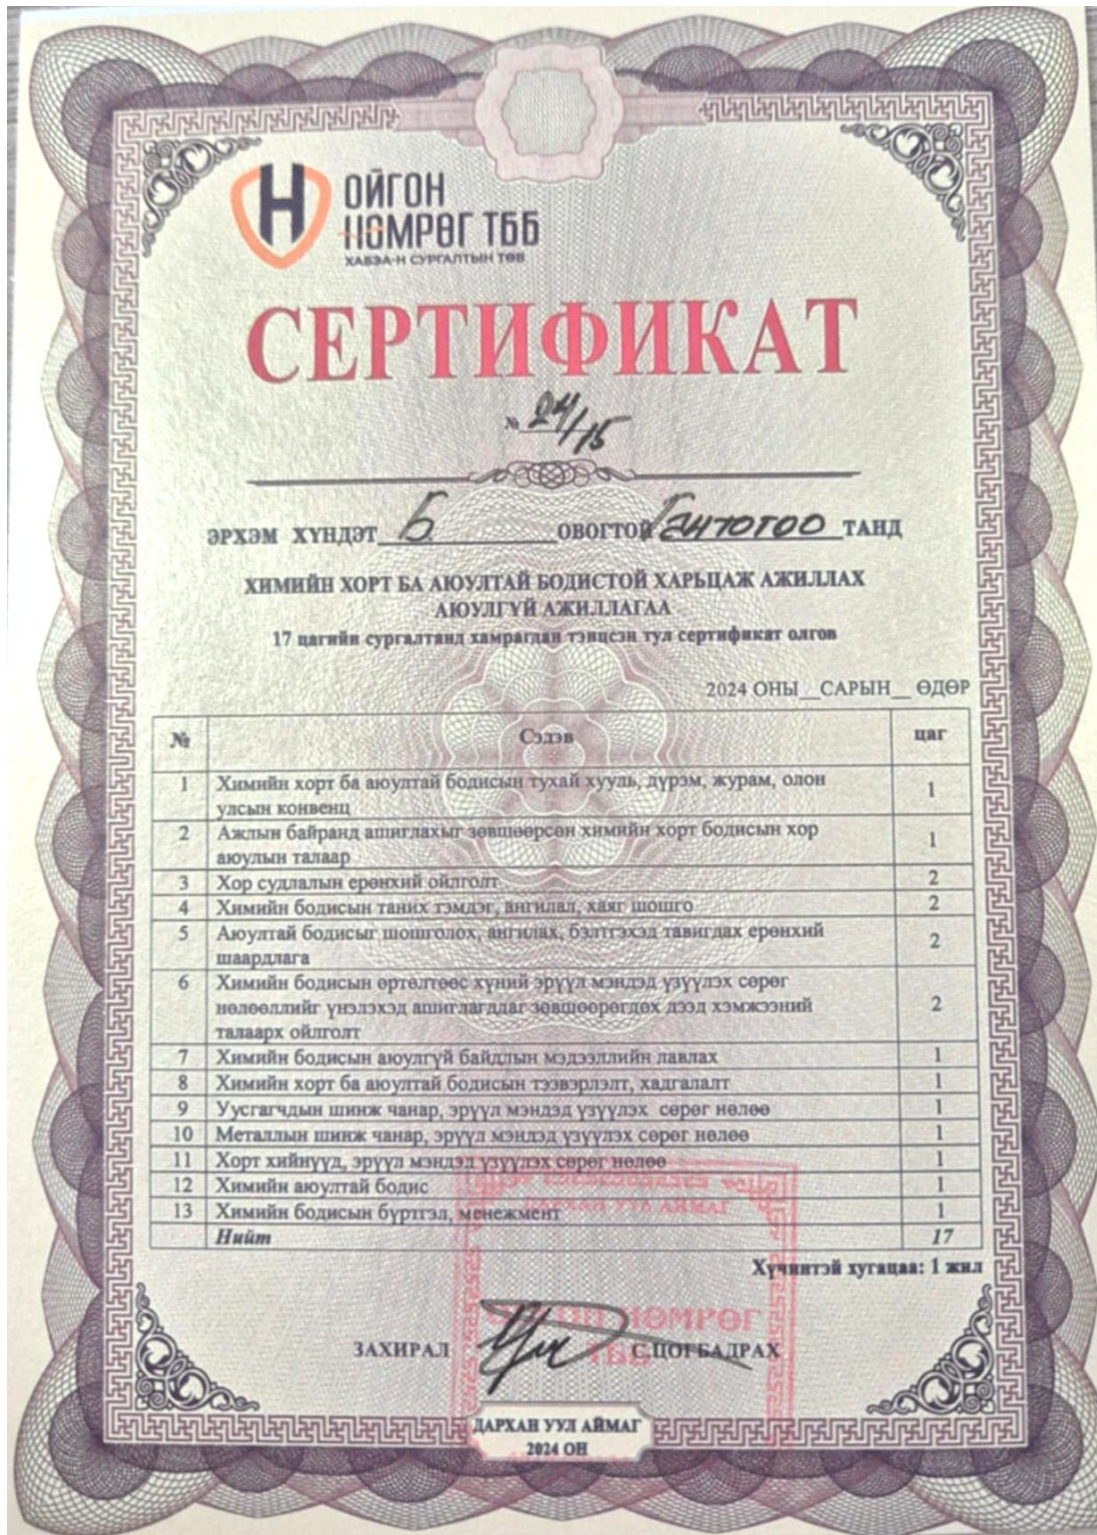 ОЙГОН
НӨМРӨГ ТББ
ХАБЭА-Н СУРГАЛТЫН ТӨВ
СЕРТИФИКАТ
№ 24/15
ЭРХЭМ ХҮНДЭТ Б ОВОГТОЙ Гантогоо ТАНД
ХИМИЙН ХОРТ БА АЮУЛТАЙ БОДИСТОЙ ХАРЬЦАЖ АЖИЛЛАХ
АЮУЛГҮЙ АЖИЛЛАГАА
17 цагийн сургалтанд хамрагдан тэнцсэн тул сертификат олгов
2024 ОНЫ__САРЫН__ ӨДӨР
№ Сэдэв цаг
1 Химийн хорт ба аюултай бодисын тухай хууль, дүрэм, журам, олон 1
улсын конвенц
2 Ажлын байранд ашиглахыг зөвшөөрсөн химийн хорт бодисын хор 1
аюулын талаар
3 Хор судлалын ерөнхий ойлголт 2
4 Химийн бодисын таних тэмдэг, ангилал, хаяг шошго 2
5 Аюултай бодисыг шошголох, ангилах, бэлтгэхэд тавигдах ерөнхий 2
шаардлага
6 Химийн бодисын өртөлтөөс хүний эрүүл мэндэд үзүүлэх сөрөг
нөлөөллийг үнэлэхэд ашиглагддаг зөвшөөрөгдөх дээд хэмжээний 2
талаарх ойлголт
7 Химийн бодисын аюулгүй байдлын мэдээллийн лавлах 1
8 Химийн хорт ба аюултай бодисын тээвэрлэлт, хадгалалт 1
9 Уусгагчдын шинж чанар, эрүүл мэндэд үзүүлэх сөрөг нөлөө 1
10 Металлын шинж чанар, эрүүл мэндэд үзүүлэх сөрөг нөлөө 1
11 Хорт хийнүүд, эрүүл мэндэд үзүүлэх сөрөг нөлөө 1
12 Химийн аюултай бодис 1
13 Химийн бодисын бүртгэл, менежмент 1
Нийт 17
Хүчинтэй хугацаа: 1 жил
ДАРХАН УУЛ АЙМАГ
ОЙГОН НӨМРӨГ
ТББ
ЗАХИРАЛ С.ЦОГБАДРАХ
ДАРХАН УУЛ АЙМАГ
2024 ОН